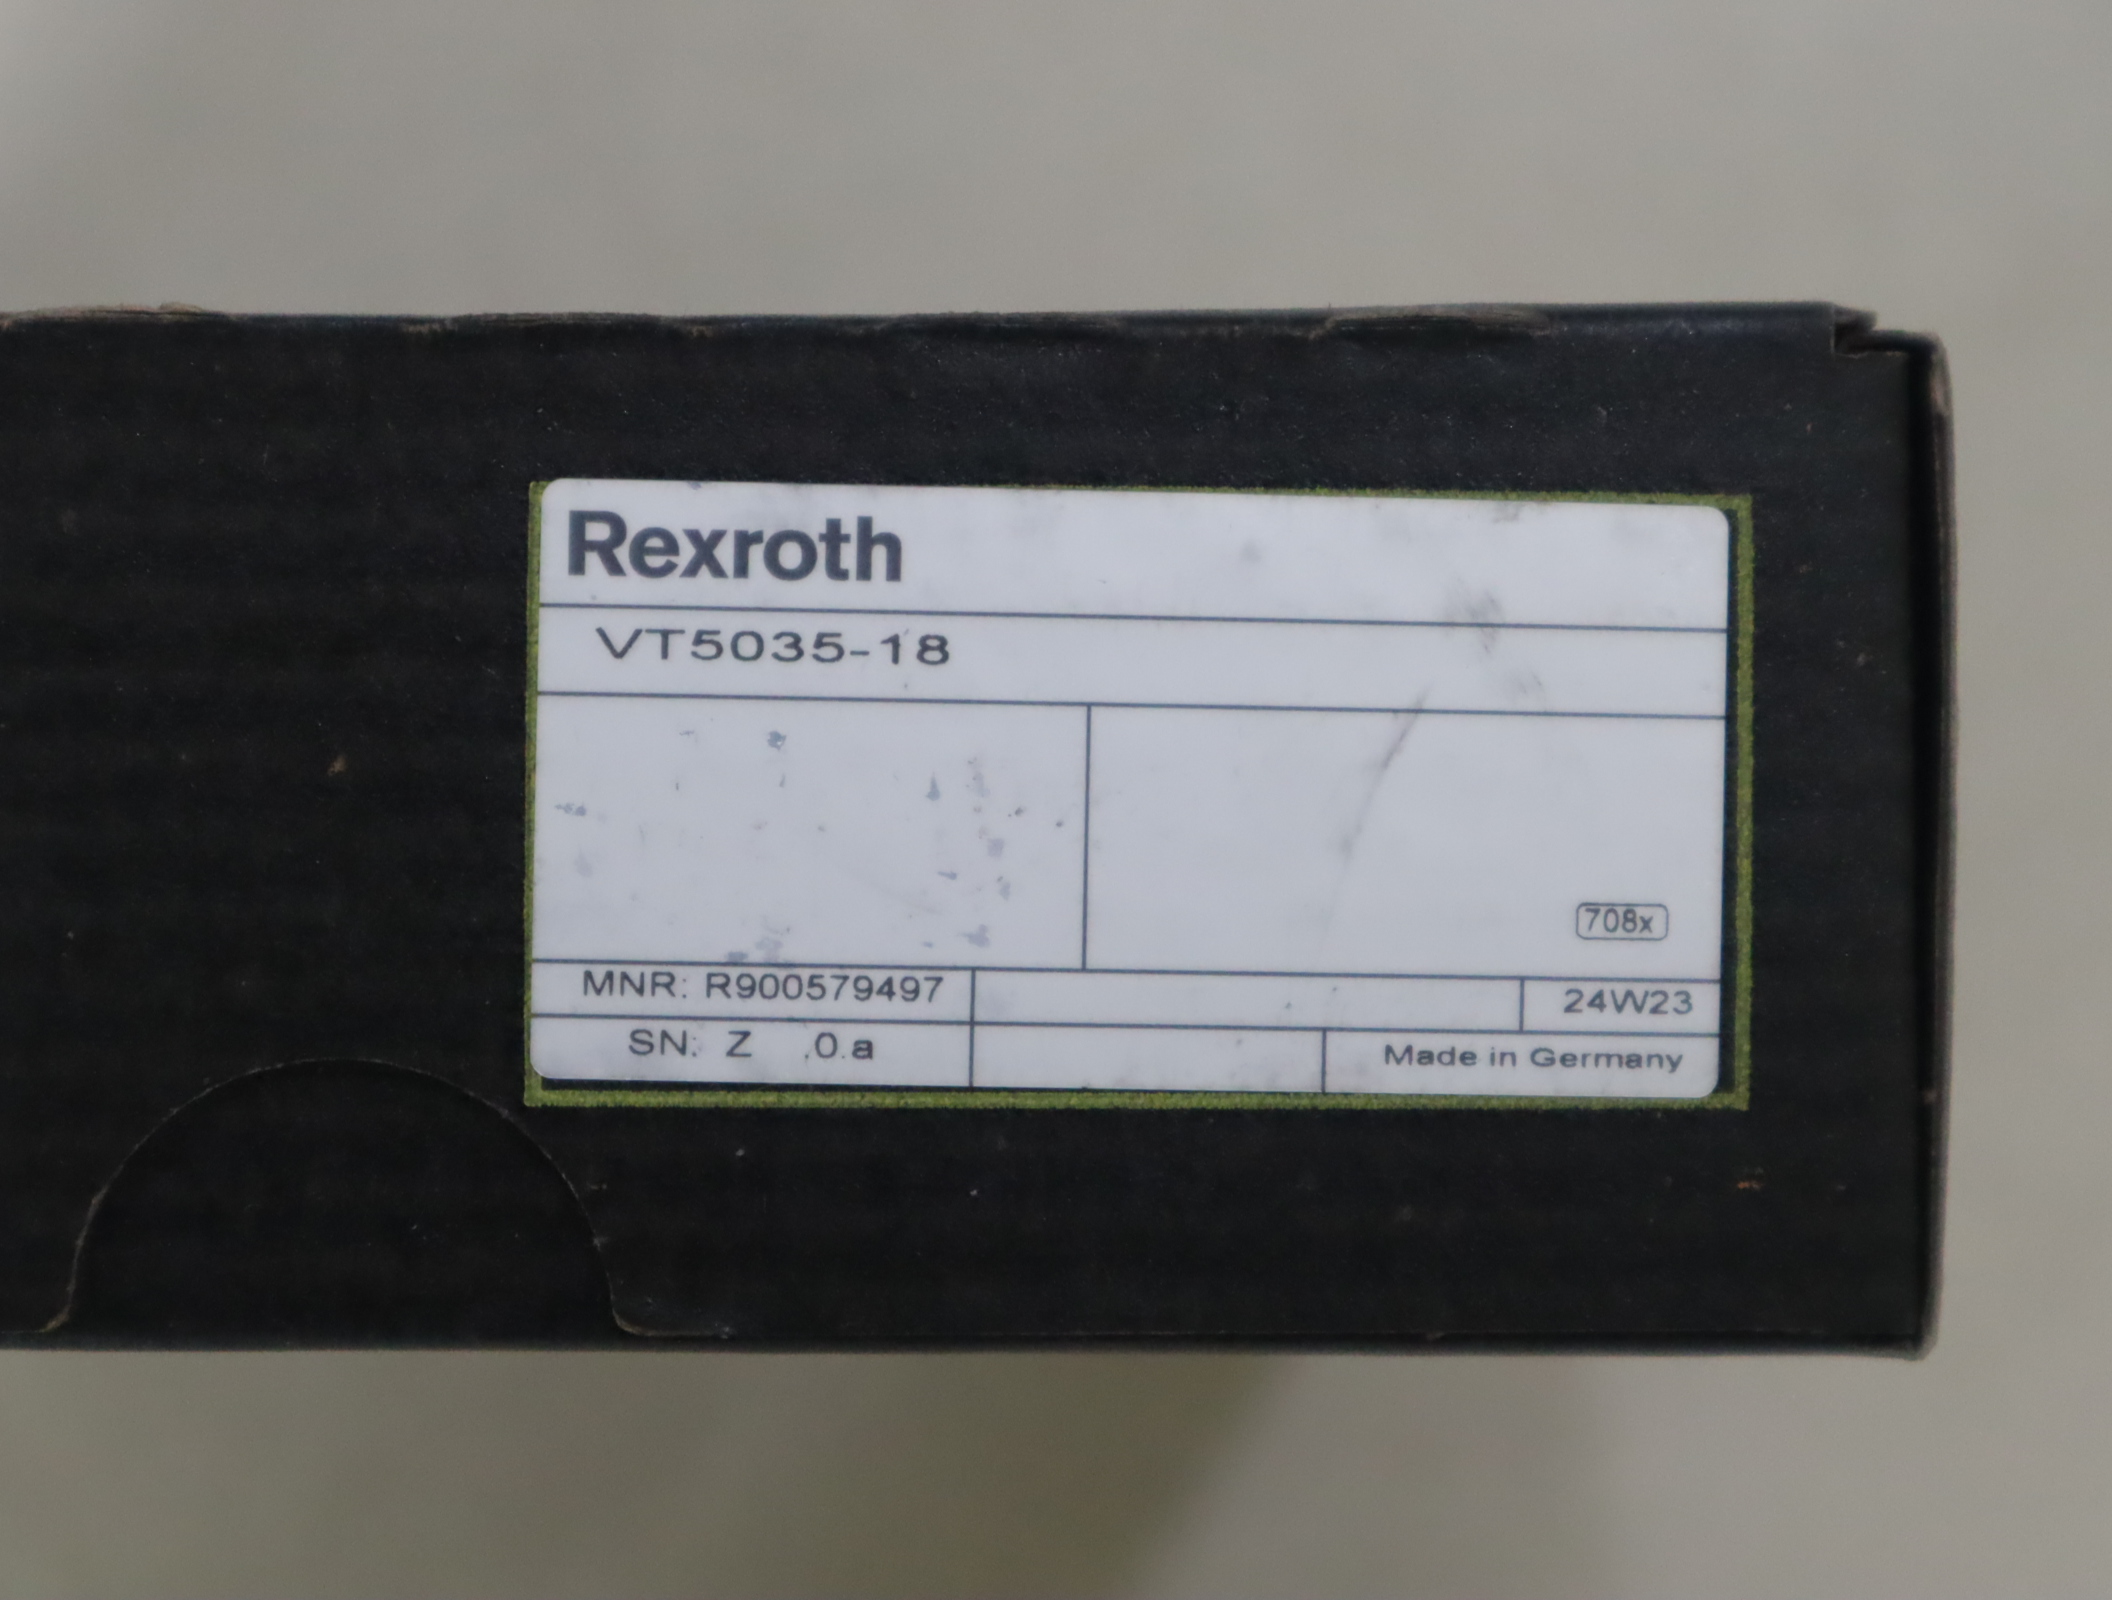 Rexroth
VT5035-18
708x
MNR: R900579497
24W23
SN: Z .0.a
Made in Germany